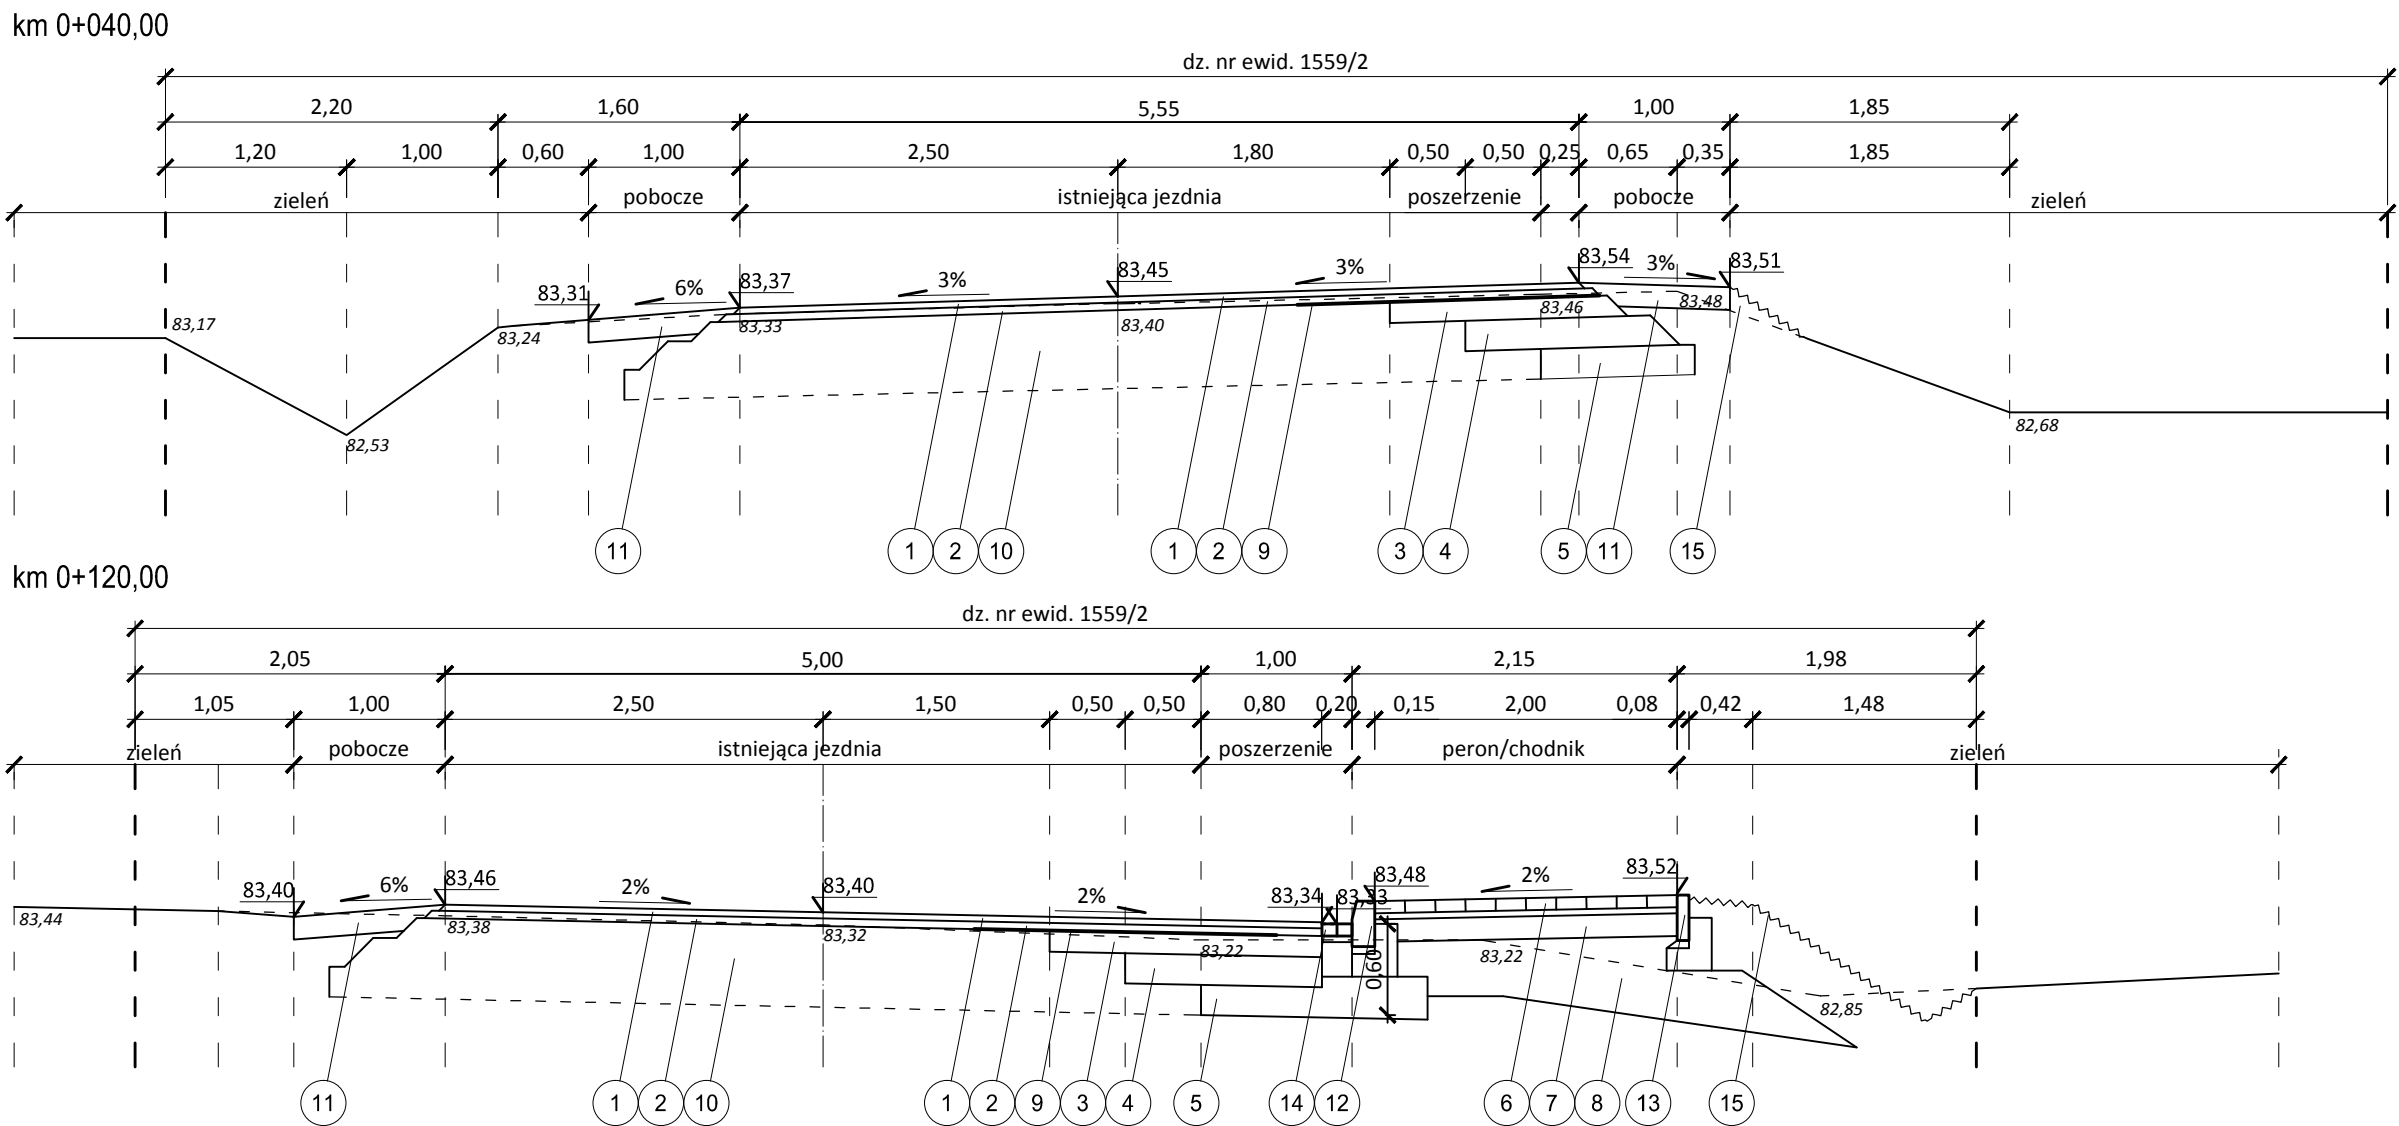 km 0+040,00
dz. nr ewid. 1559/2
2,20 1,60 5,55 1,00 1,85
1,20 1,00 0,60 1,00 2,50 1,80 0,50 0,50 0,25 0,65 0,35 1,85
zieleń pobocze istniejąca jezdnia poszerzenie pobocze zieleń
83,31 6% 83,37 3% 83,45 3% 83,54 3% 83,51
83,17 83,24 83,33 83,40 83,46 83,48
82,53 82,68
11 1 2 10 1 2 9 3 4 5 11 15
km 0+120,00
dz. nr ewid. 1559/2
2,05 5,00 1,00 2,15 1,98
1,05 1,00 2,50 1,50 0,50 0,50 0,80 0,20 0,15 2,00 0,08 0,42 1,48
zieleń pobocze istniejąca jezdnia poszerzenie peron/chodnik zieleń
83,40 6% 83,46 2% 83,40 2% 83,34 83,33 83,48 2% 83,52
83,44 83,38 83,32 83,22 83,22
0,60
82,85
11 1 2 10 1 2 9 3 4 5 14 12 6 7 8 13 15